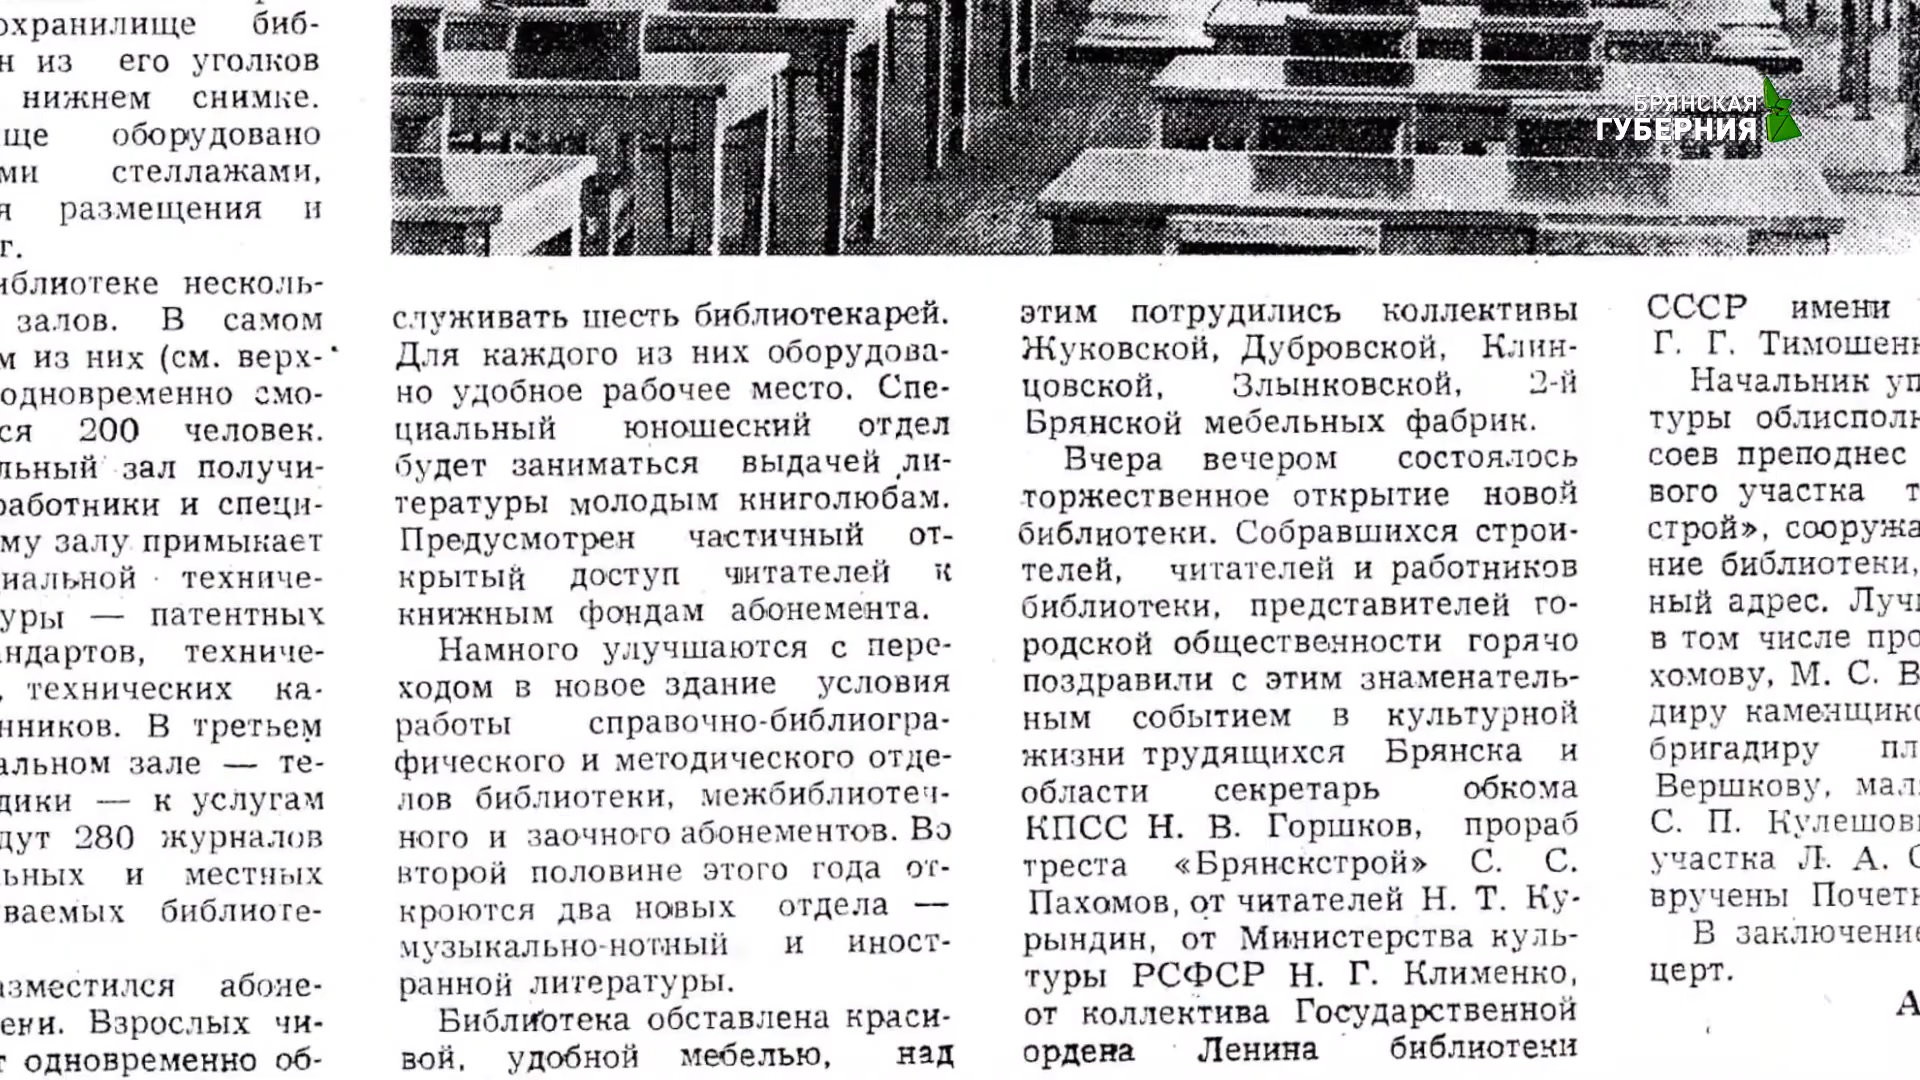 охранилище биб-
н из его уголков
нижнем снимке.
ще оборудовано
ми стеллажами,
я размещения и
г.
иблиотеке несколь-
залов. В самом
м из них (см. верх-
одновременно смо-
ся 200 человек.
льный зал получи-
работники и специ-
му залу примыкает
иальной техниче-
уры — патентных
ндартов, техниче-
, технических ка-
нников. В третьем
альном зале — те-
дики — к услугам
дут 280 журналов
ьных и местных
ваемых библиоте-
зместился абоне-
ени. Взрослых чи-
т одновременно об-
служивать шесть библиотекарей.
Для каждого из них оборудова-
но удобное рабочее место. Спе-
циальный юношеский отдел
будет заниматься выдачей ли-
тературы молодым книголюбам.
Предусмотрен частичный от-
крытый доступ читателей к
книжным фондам абонемента.
Намного улучшаются с пере-
ходом в новое здание условия
работы справочно-библиогра-
фического и методического отде-
лов библиотеки, межбиблиотеч-
ного и заочного абонементов. Во
второй половине этого года от-
кроются два новых отдела —
музыкально-нотный и иност-
ранной литературы.
Библиотека обставлена краси-
вой, удобной мебелью, над
этим потрудились коллективы
Жуковской, Дубровской, Клин-
цовской, Злынковской, 2-й
Брянской мебельных фабрик.
Вчера вечером состоялось
торжественное открытие новой
библиотеки. Собравшихся строи-
телей, читателей и работников
библиотеки, представителей го-
родской общественности горячо
поздравили с этим знаменатель-
ным событием в культурной
жизни трудящихся Брянска и
области секретарь обкома
КПСС Н. В. Горшков, прораб
треста «Брянскстрой» С. С.
Пахомов, от читателей Н. Т. Ку-
рындин, от Министерства куль-
туры РСФСР Н. Г. Клименко,
от коллектива Государственной
ордена Ленина библиотеки
СССР имени
Г. Г. Тимошенк
Начальник уп
туры облисполк
соев преподнес
вого участка т
строй», сооружа
ние библиотеки,
ный адрес. Луч
в том числе про
хомову, М. С. В
диру каменщико
бригадиру пл
Вершкову, маля
С. П. Кулешов
участка Л. А. С
вручены Почетн
В заключение
церт.
А
БРЯНСКАЯ
ГУБЕРНИЯ